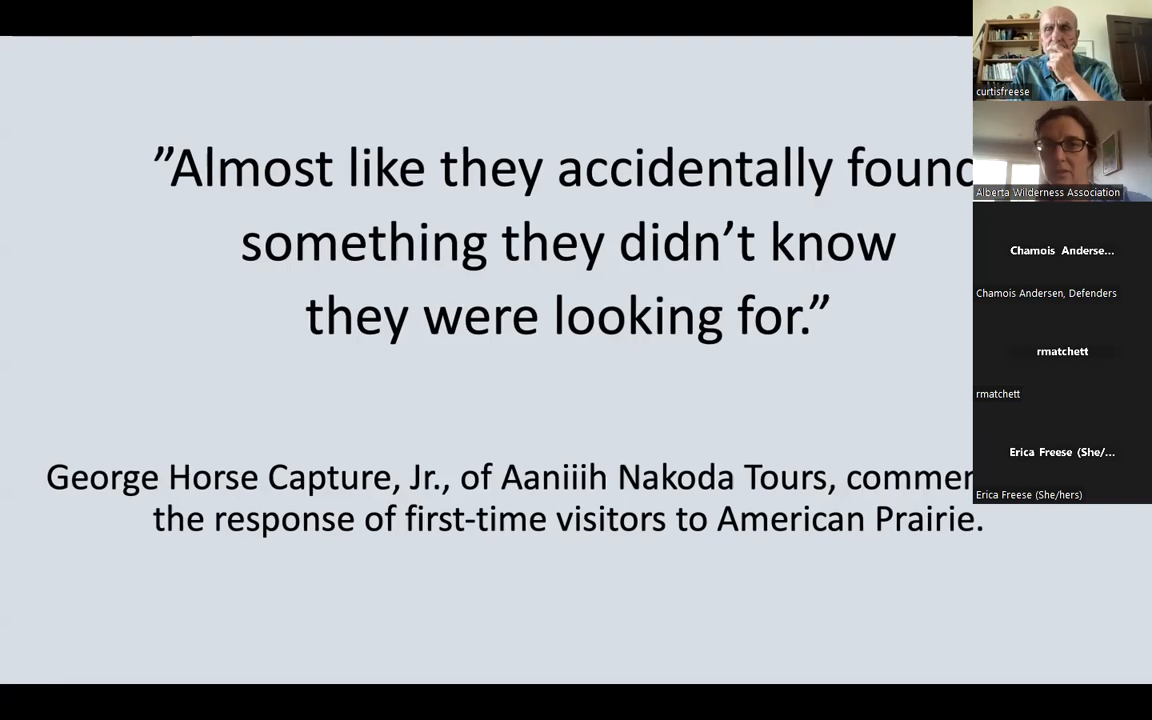 ”Almost like they accidentally found
something they didn’t know
they were looking for.”
George Horse Capture, Jr., of Aaniiih Nakoda Tours,
the response of first-time visitors to American Prairie.
curtisfreese
Alberta Wilderness Association
Chamois Anderse...
Chamois Andersen, Defenders
rmatchett
rmatchett
Erica Freese (She/...
Erica Freese (She/hers)